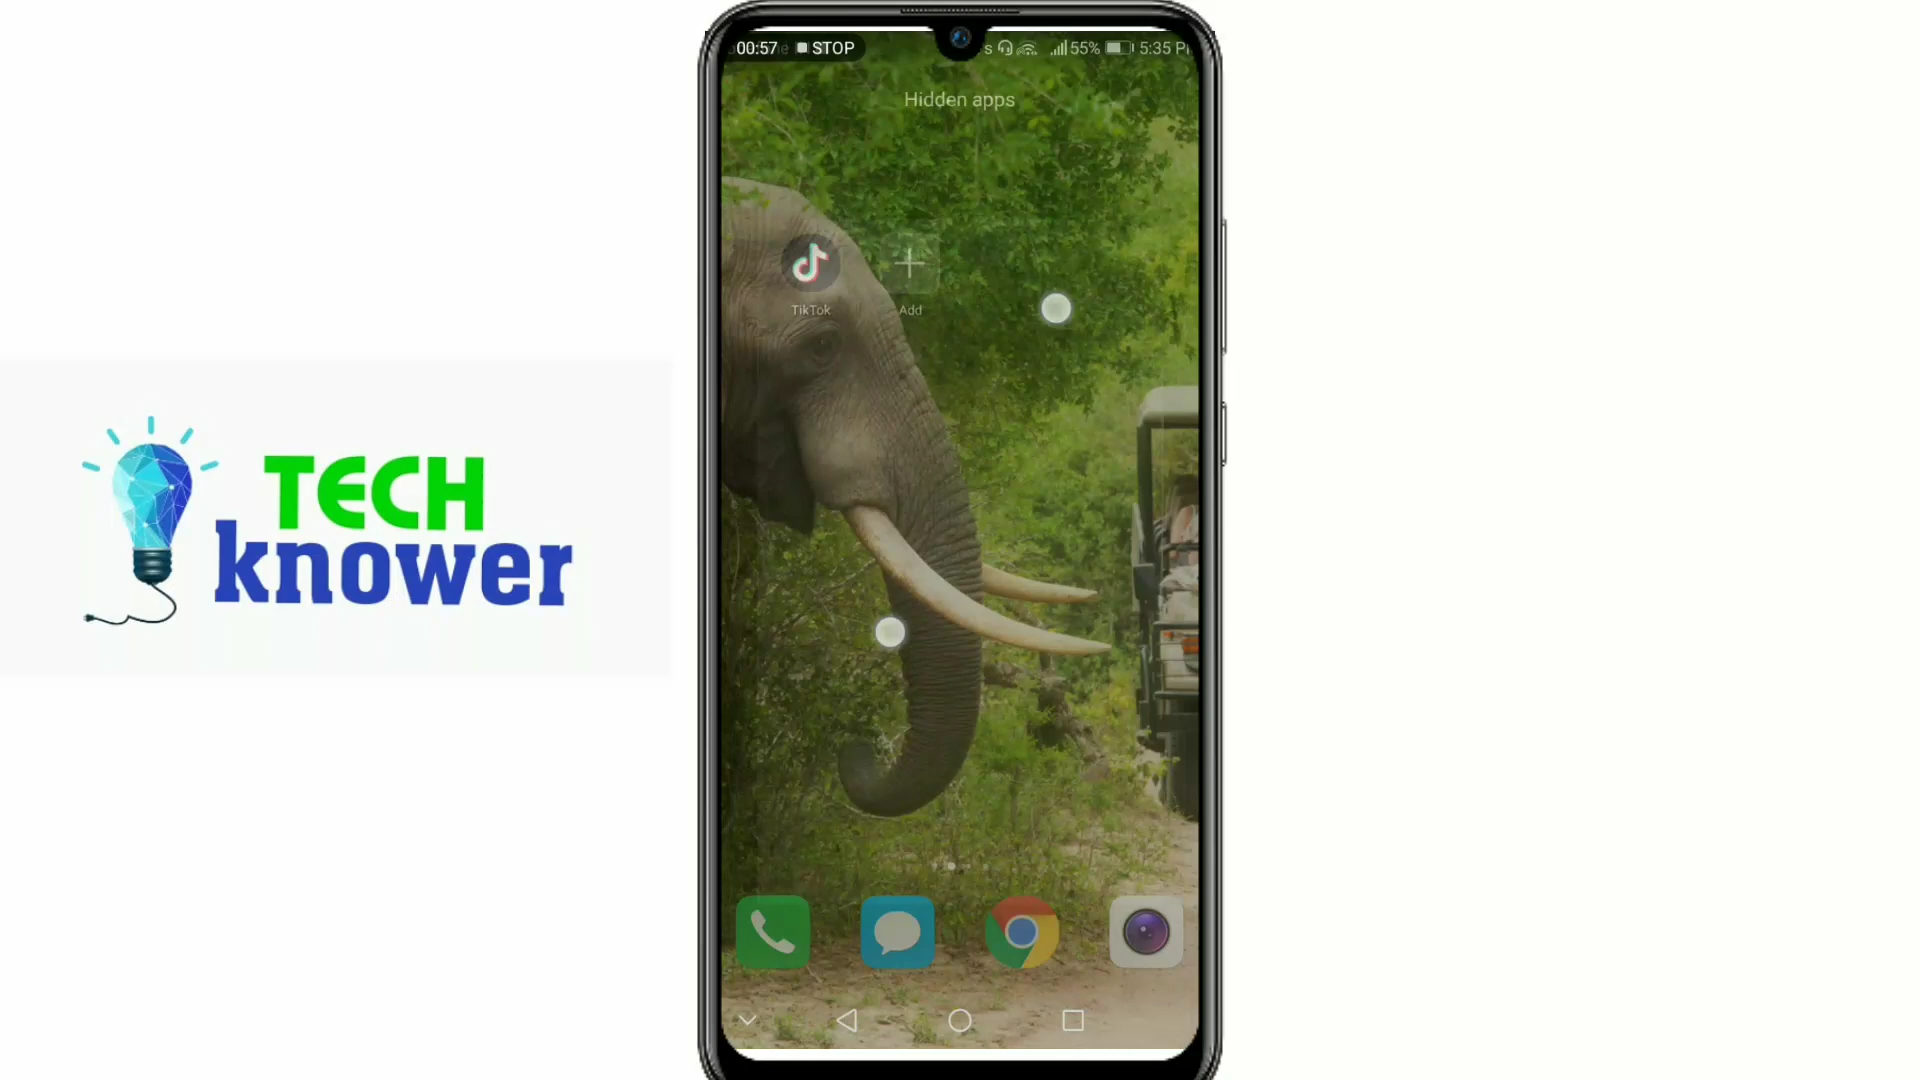 00:57 STOP
55% 5:35 P
Hidden apps
TikTok
Add
TECH
knower